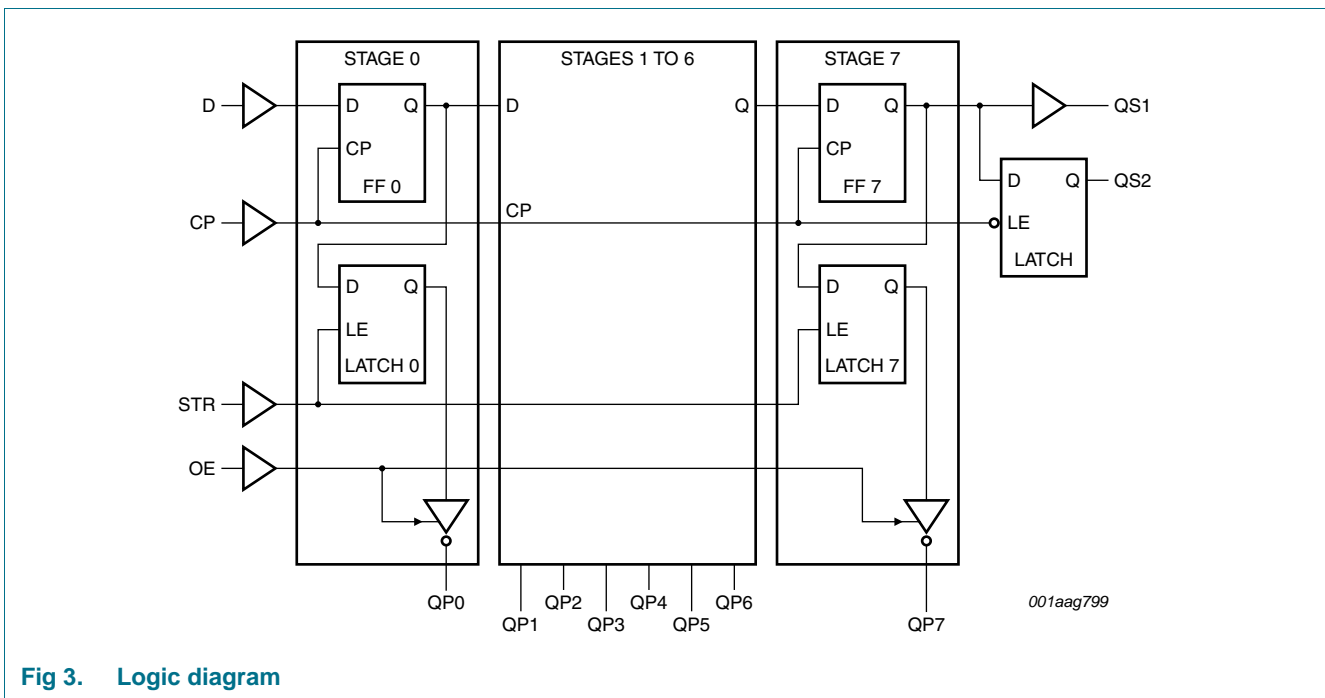 STAGE 0
STAGES 1 TO 6
STAGE 7
D
D Q
D
Q
D Q
QS1
CP
CP
FF 0
FF 7
D Q
QS2
CP
CP
LE
LATCH
D Q
D Q
LE
LE
LATCH 0
LATCH 7
STR
OE
QP0
QP2
QP4
QP6
QP1
QP3
QP5
QP7
001aag799
Fig 3. Logic diagram